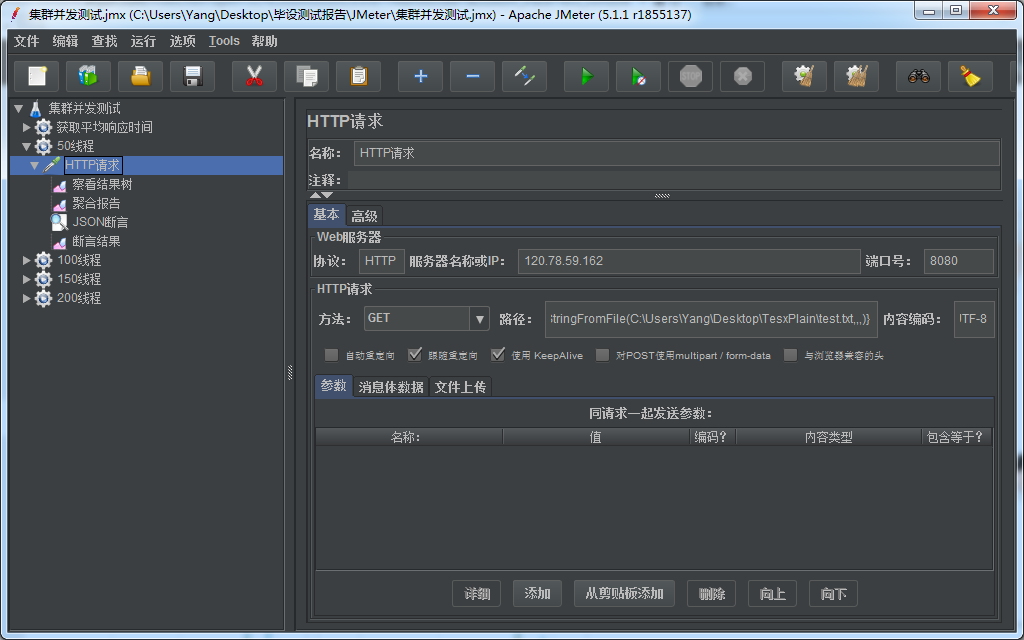 集群并发测试.jmx (C:\Users\Yang\Desktop\毕设测试报告\JMeter\集群并发测试.jmx) - Apache JMeter (5.1.1 r1855137)
文件 编辑 查找 运行 选项 Tools 帮助
STOP
集群并发测试
获取平均响应时间
50线程
HTTP请求
察看结果树
聚合报告
JSON断言
断言结果
100线程
150线程
200线程
HTTP请求
名称： HTTP请求
注释：
基本 高级
Web服务器
协议： HTTP 服务器名称或IP： 120.78.59.162 端口号： 8080
HTTP请求
方法： GET 路径： StringFromFile(C:\Users\Yang\Desktop\TesxPlain\test.txt,,,)} 内容编码： UTF-8
自动重定向 跟随重定向 使用 KeepAlive 对POST使用multipart / form-data 与浏览器兼容的头
参数 消息体数据 文件上传
同请求一起发送参数：
名称： 值 编码？ 内容类型 包含等于？
详细 添加 从剪贴板添加 删除 向上 向下